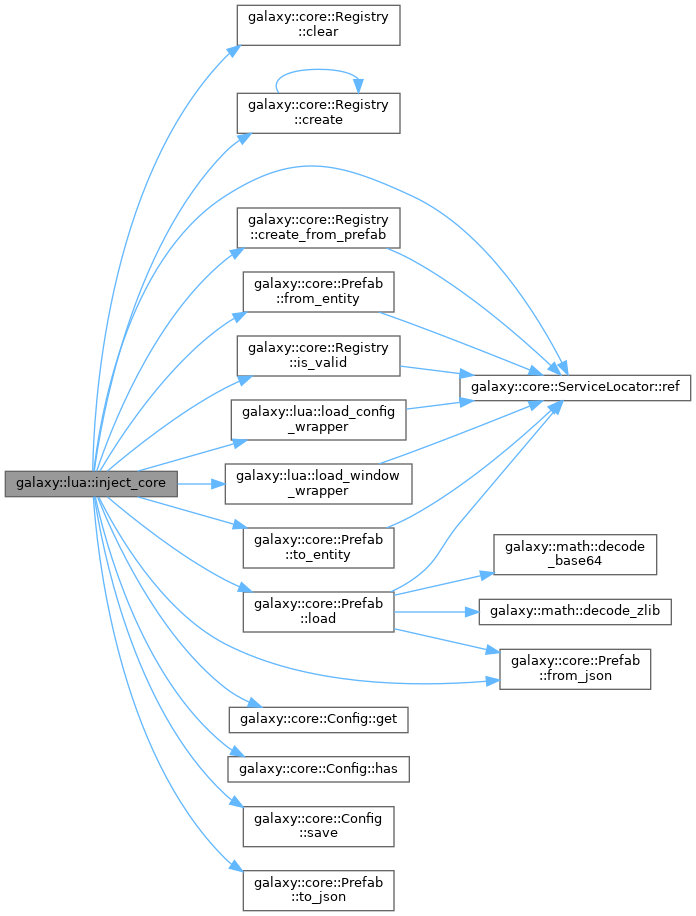 galaxy::core::Registry
::clear
galaxy::core::Registry
::create
galaxy::core::Registry
::create_from_prefab
galaxy::core::Prefab
::from_entity
galaxy::core::Registry
::is_valid
galaxy::core::ServiceLocator::ref
galaxy::lua::load_config
_wrapper
galaxy::lua::inject_core
galaxy::lua::load_window
_wrapper
galaxy::core::Prefab
::to_entity
galaxy::math::decode
_base64
galaxy::core::Prefab
::load
galaxy::math::decode_zlib
galaxy::core::Prefab
::from_json
galaxy::core::Config::get
galaxy::core::Config::has
galaxy::core::Config
::save
galaxy::core::Prefab
::to_json